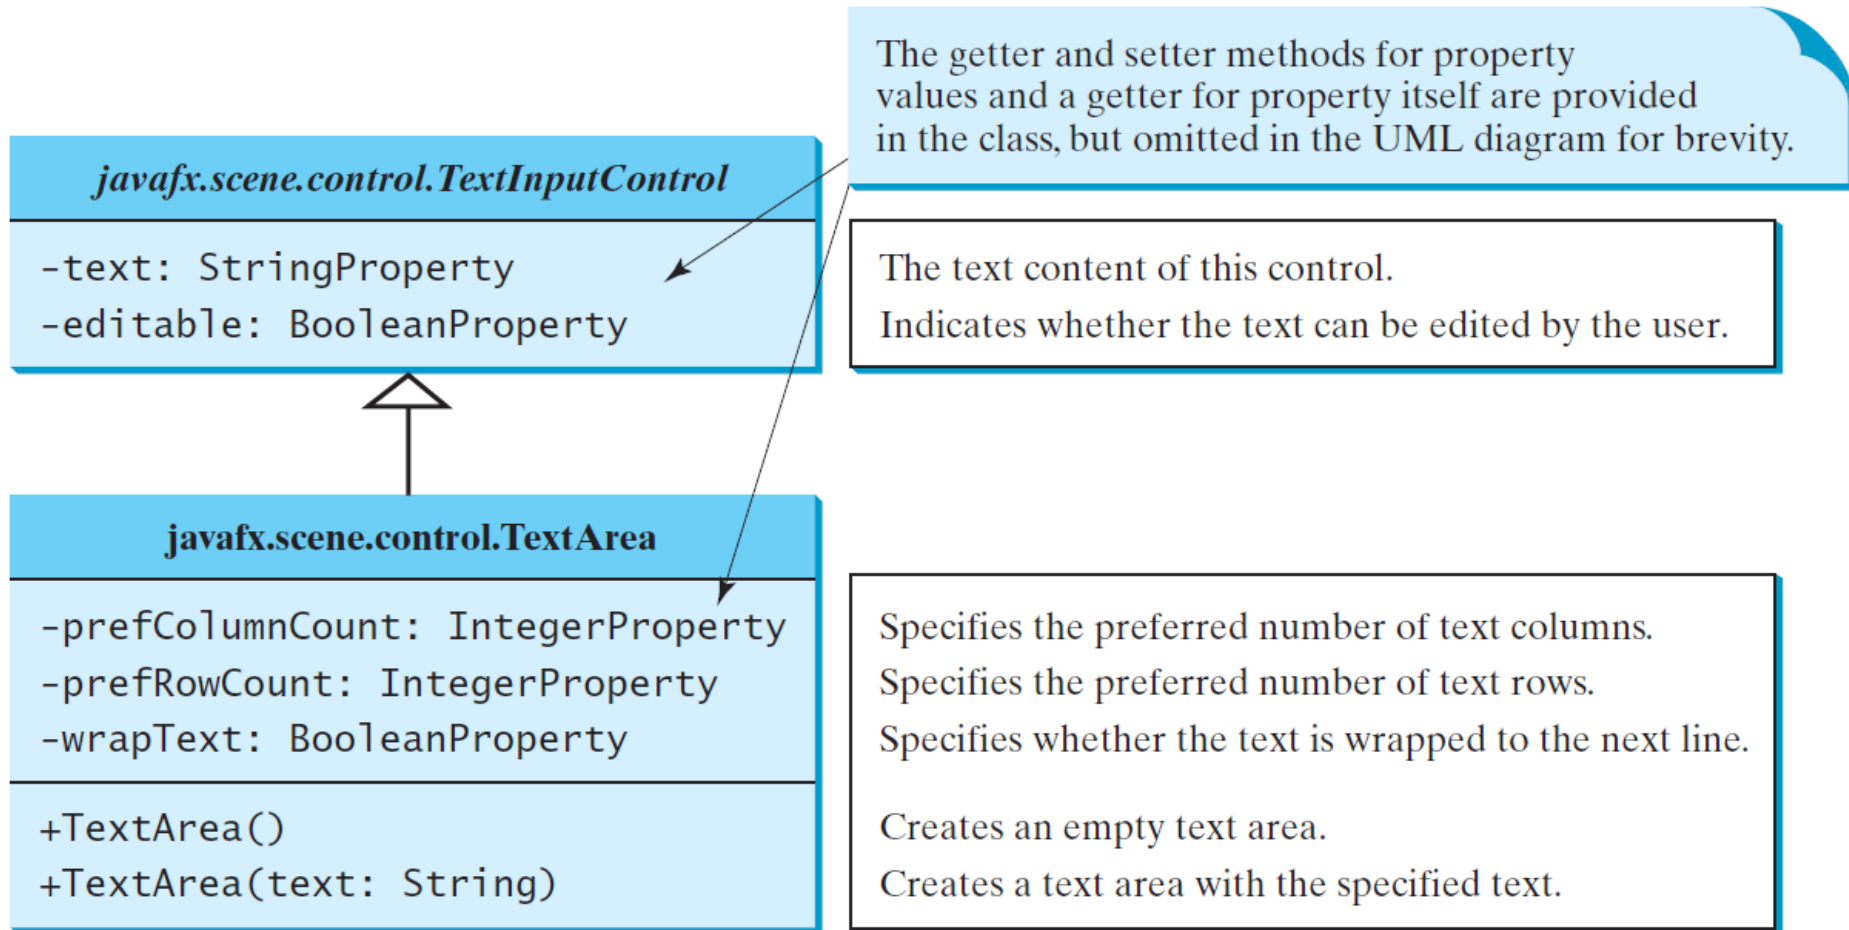 The getter and setter methods for property
values and a getter for property itself are provided
in the class, but omitted in the UML diagram for brevity.
javafx.scene.control.TextInputControl
-text: StringProperty
-editable: BooleanProperty
The text content of this control.
Indicates whether the text can be edited by the user.
javafx.scene.control.TextArea
-prefColumnCount: IntegerProperty
-prefRowCount: IntegerProperty
-wrapText: BooleanProperty
+TextArea()
+TextArea(text: String)
Specifies the preferred number of text columns.
Specifies the preferred number of text rows.
Specifies whether the text is wrapped to the next line.
Creates an empty text area.
Creates a text area with the specified text.